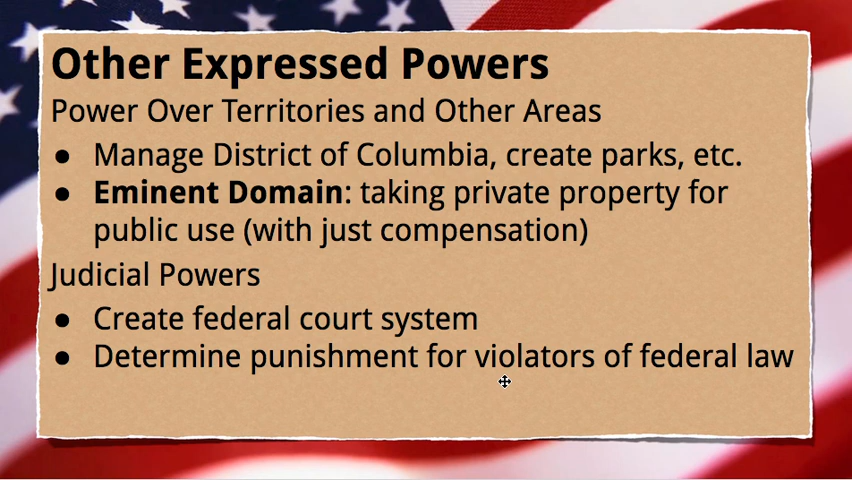 Other Expressed Powers
Power Over Territories and Other Areas
● Manage District of Columbia, create parks, etc.
● Eminent Domain: taking private property for
public use (with just compensation)
Judicial Powers
● Create federal court system
● Determine punishment for violators of federal law